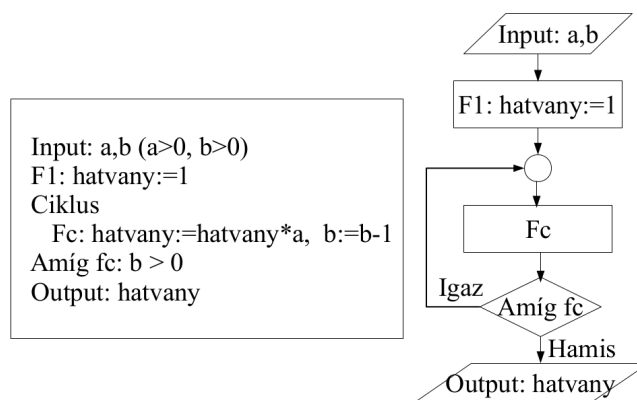 Input: a,b (a>0, b>0)
F1: hatvany:=1
Ciklus
Fc: hatvany:=hatvany*a, b:=b-1
Amíg fc: b > 0
Output: hatvany
Input: a,b
F1: hatvany:=1
Fc
Igaz
Amíg fc
Hamis
Output: hatvany